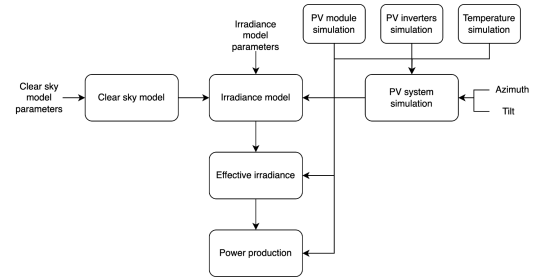 Irradiance
model
parameters
PV module
simulation
PV inverters
simulation
Temperature
simulation
Clear sky
model
parameters
Clear sky model
Irradiance model
PV system
simulation
Azimuth
Tilt
Effective irradiance
Power production